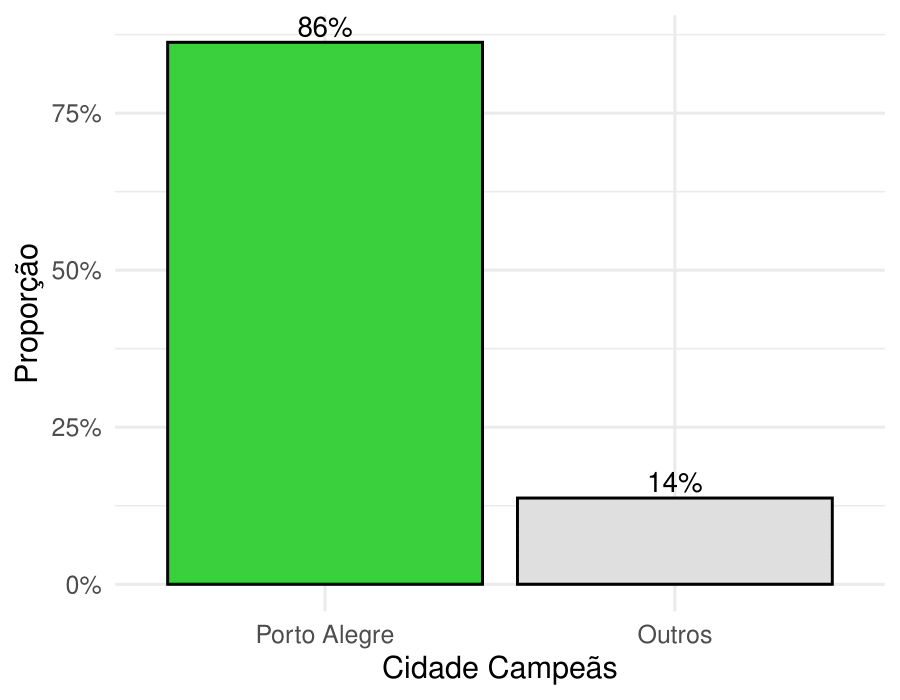 86%
75%
50%
25%
14%
0%
Proporção
Porto Alegre
Outros
Cidade Campeãs